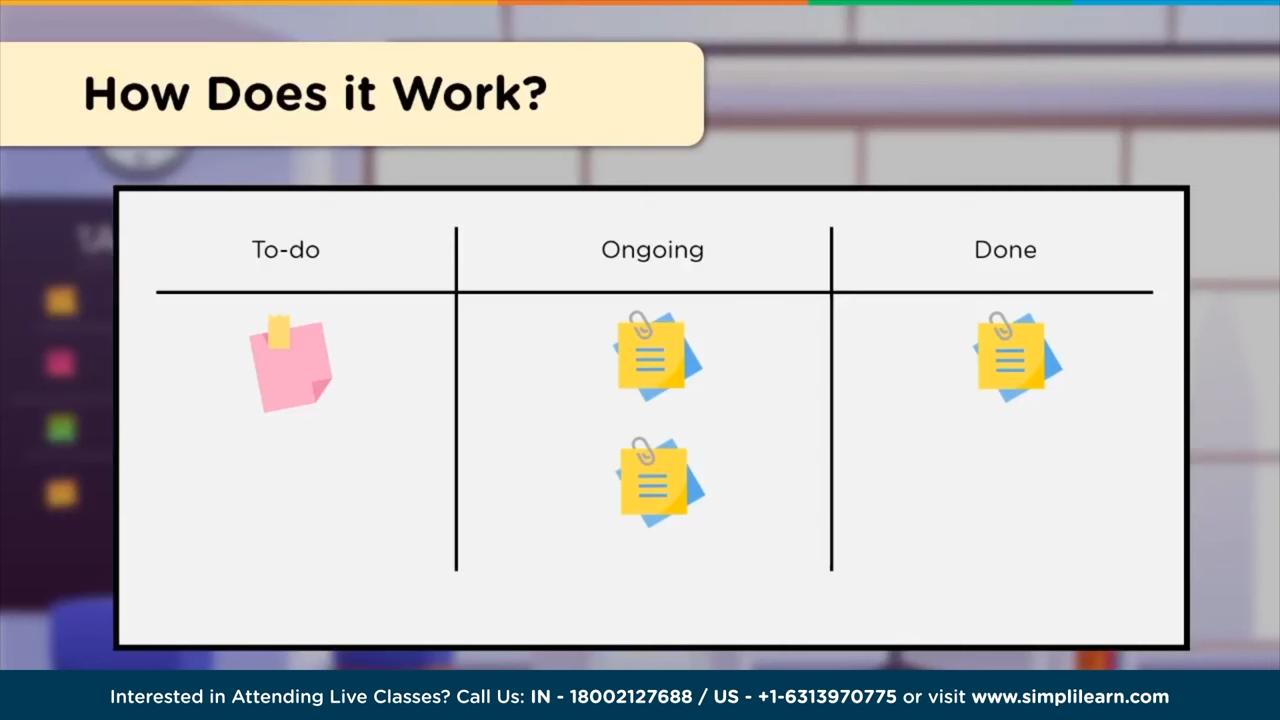 How Does it Work?
To-do
Ongoing
Done
Interested in Attending Live Classes? Call Us: IN - 18002127688 / US - +1-6313970775 or visit www.simplilearn.com